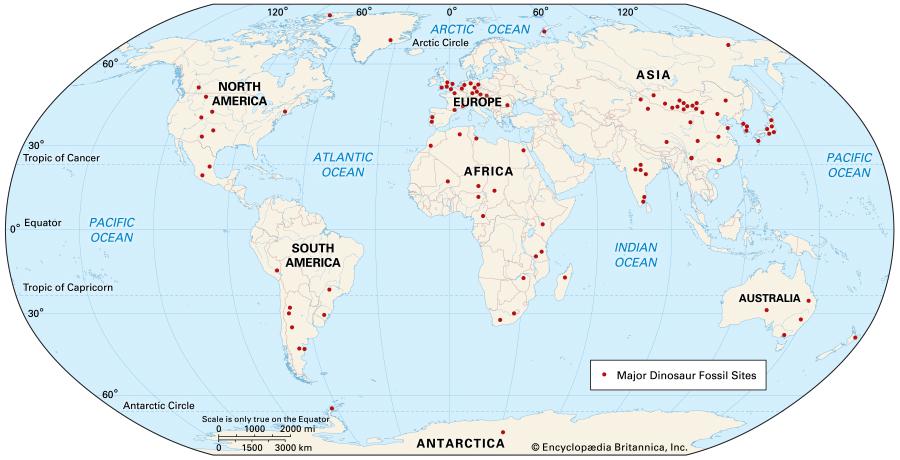 120° 60° 0° 60° 120°
ARCTIC OCEAN
Arctic Circle
60°
NORTH
AMERICA
EUROPE
ASIA
30°
Tropic of Cancer
ATLANTIC
OCEAN
AFRICA
PACIFIC
OCEAN
Equator
0°
PACIFIC
OCEAN
SOUTH
AMERICA
INDIAN
OCEAN
Tropic of Capricorn
AUSTRALIA
30°
Major Dinosaur Fossil Sites
60°
Antarctic Circle
Scale is only true on the Equator
0 1000 2000 mi
0 1500 3000 km
ANTARCTICA
© Encyclopædia Britannica, Inc.